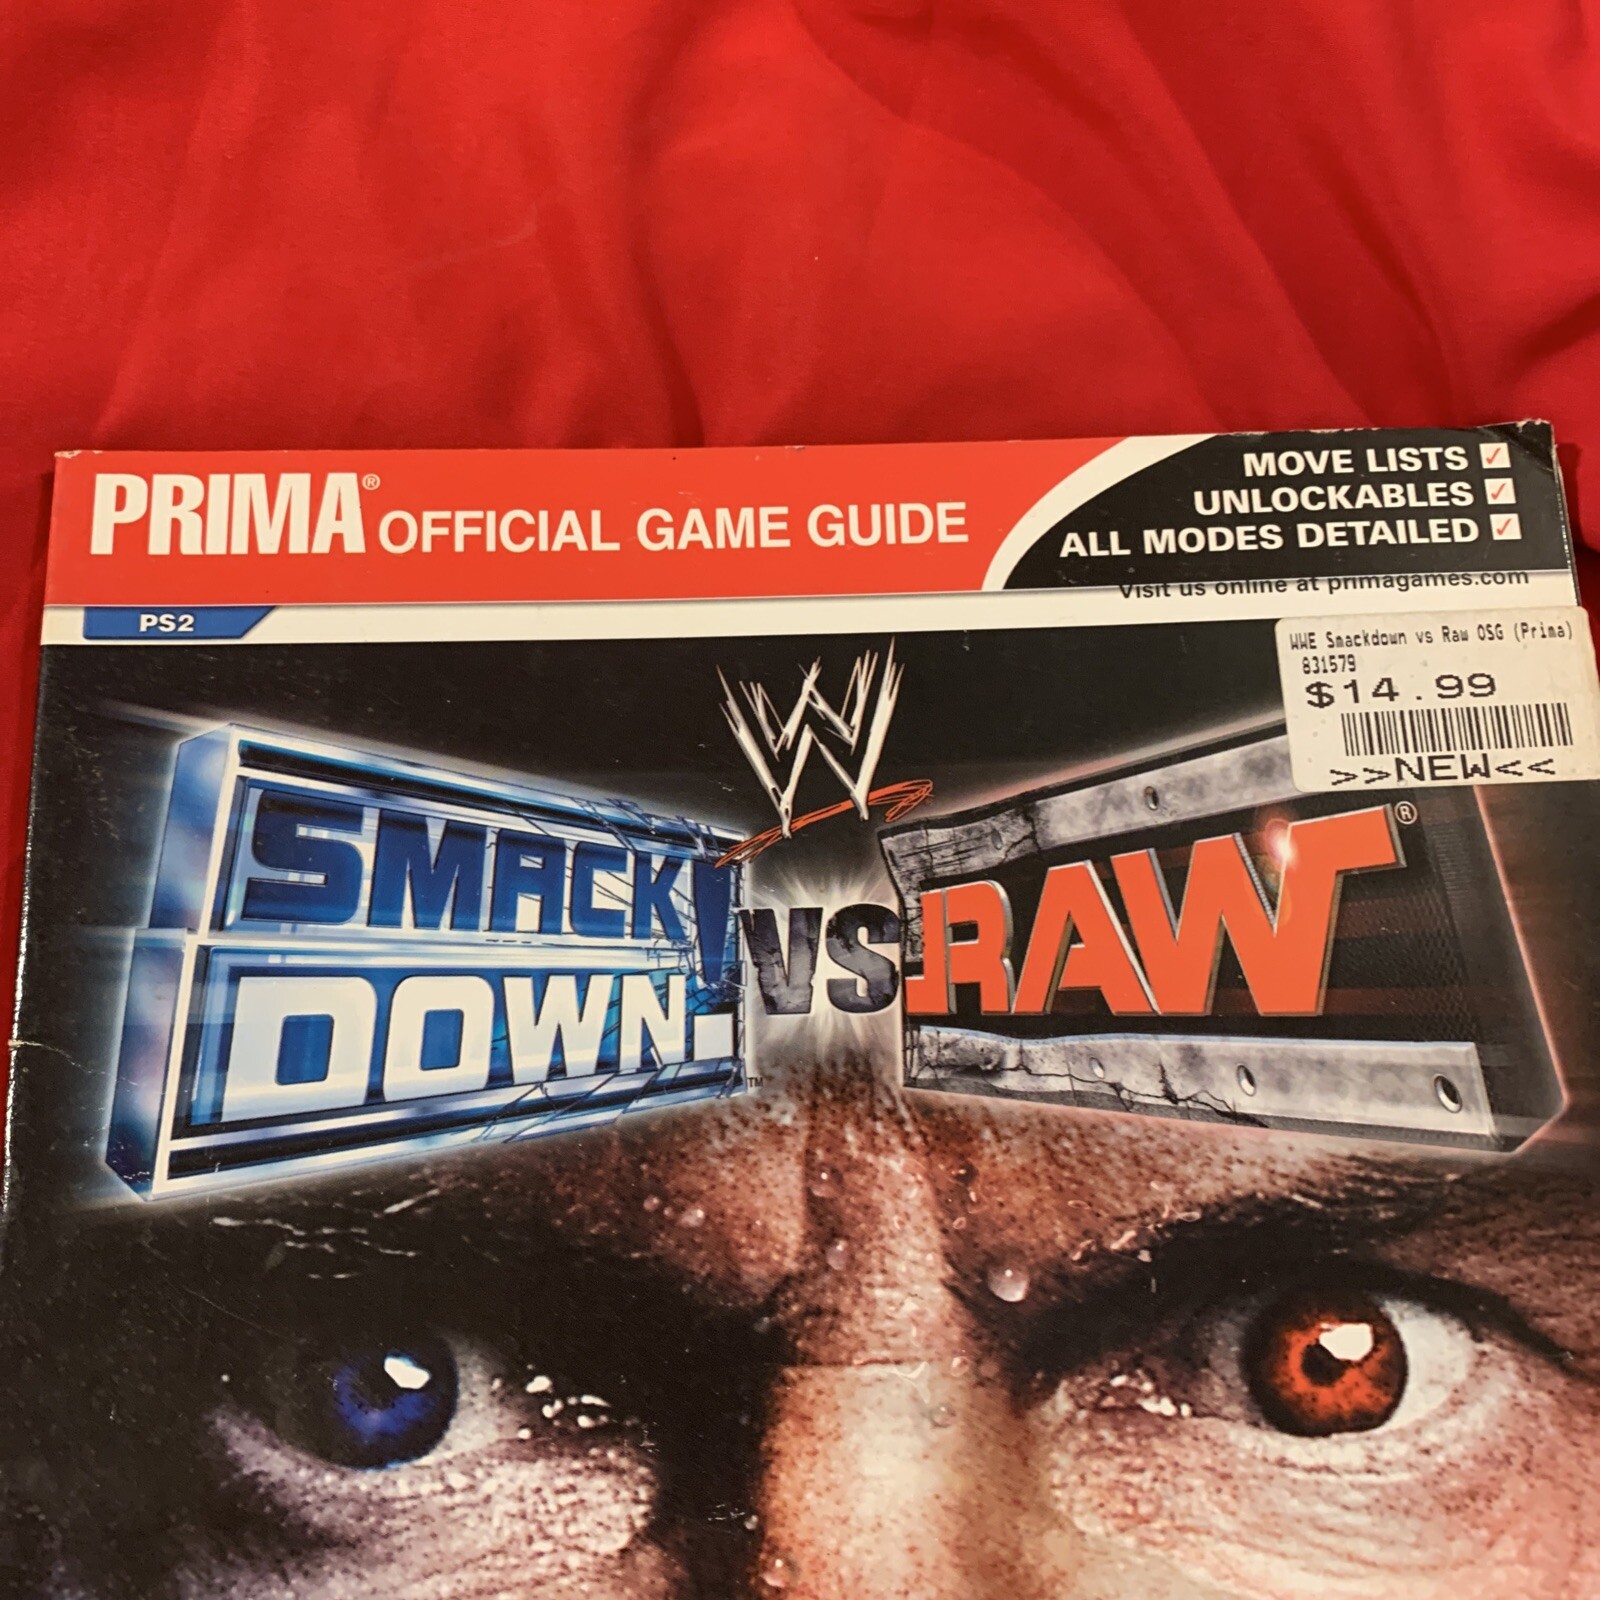 PRIMA® OFFICIAL GAME GUIDE
MOVE LISTS
UNLOCKABLES
ALL MODES DETAILED
Visit us online at primagames.com
PS2
WWE Smackdown vs Raw OSG (Prima)
831579
$14.99
>>NEW<<
W
SMACK
DOWN!
™
VS
RAW®